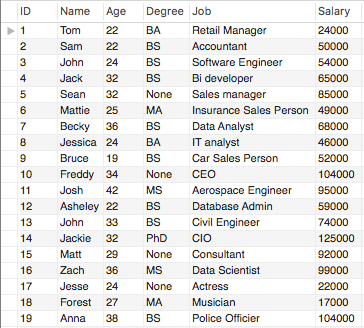 ID Name Age Degree Job Salary
1 Tom 22 BA Retail Manager 24000
2 Sam 22 BS Accountant 50000
3 John 24 BS Software Engineer 54000
4 Jack 32 BS Bi developer 65000
5 Sean 32 None Sales manager 85000
6 Mattie 25 MA Insurance Sales Person 49000
7 Becky 36 BS Data Analyst 68000
8 Jessica 24 BA IT analyst 46000
9 Bruce 19 BS Car Sales Person 52000
10 Freddy 34 None CEO 104000
11 Josh 42 MS Aerospace Engineer 95000
12 Asheley 22 BS Database Admin 59000
13 John 33 BS Civil Engineer 74000
14 Jackie 32 PhD CIO 125000
15 Matt 29 None Consultant 92000
16 Zach 36 MS Data Scientist 99000
17 Jesse 24 None Actress 22000
18 Forest 27 MA Musician 17000
19 Anna 38 BS Police Officier 104000